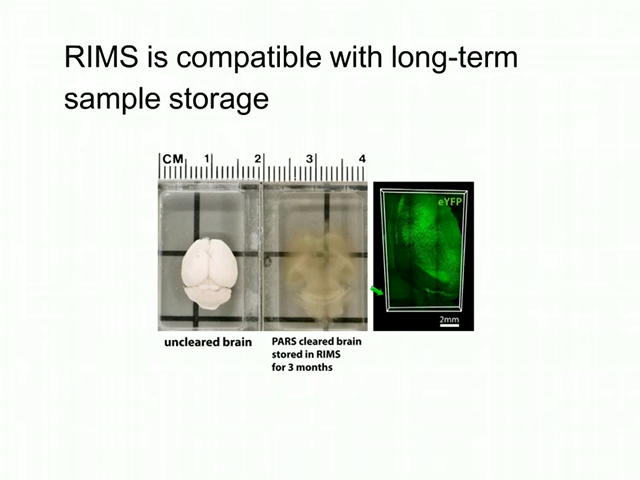 RIMS is compatible with long-term
sample storage
CM 1 2 3 4
eYFP
2mm
uncleared brain
PARS cleared brain
stored in RIMS
for 3 months